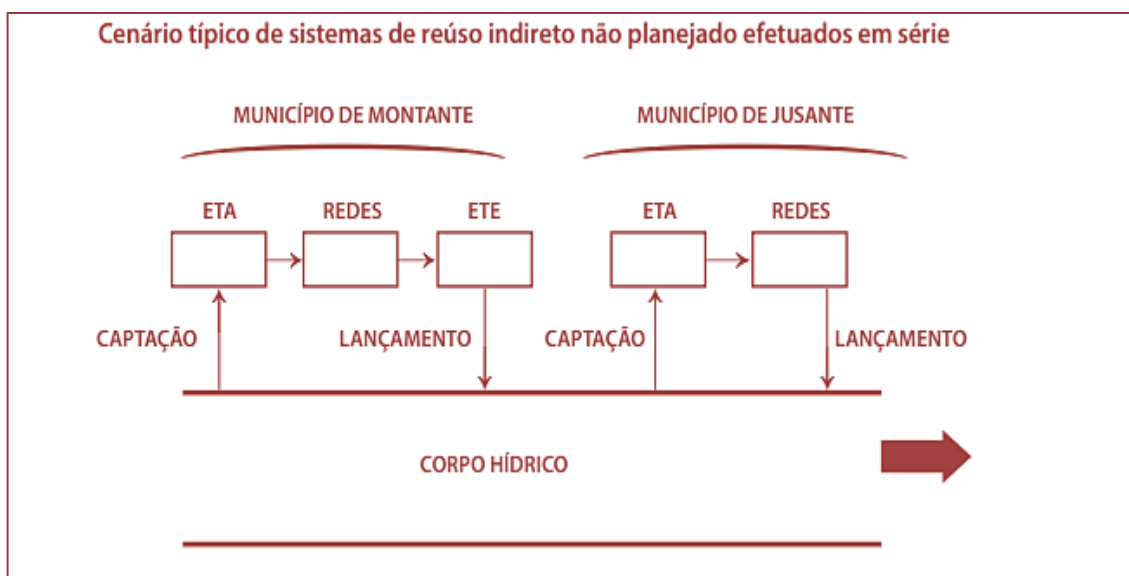 Cenário típico de sistemas de reúso indireto não planejado efetuados em série
MUNICÍPIO DE MONTANTE
MUNICÍPIO DE JUSANTE
ETA
REDES
ETE
ETA
REDES
CAPTAÇÃO
LANÇAMENTO
CAPTAÇÃO
LANÇAMENTO
CORPO HÍDRICO